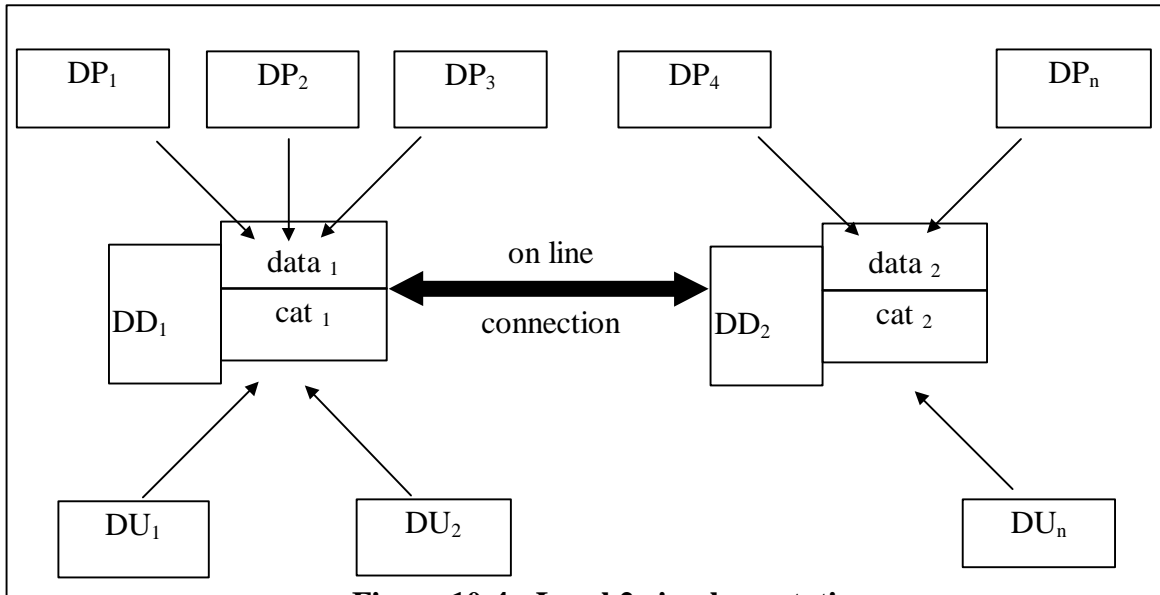 DP₁
DP₂
DP₃
DP₄
DPₙ
data ₁
cat ₁
DD₁
on line
connection
data ₂
cat ₂
DD₂
DU₁
DU₂
DUₙ